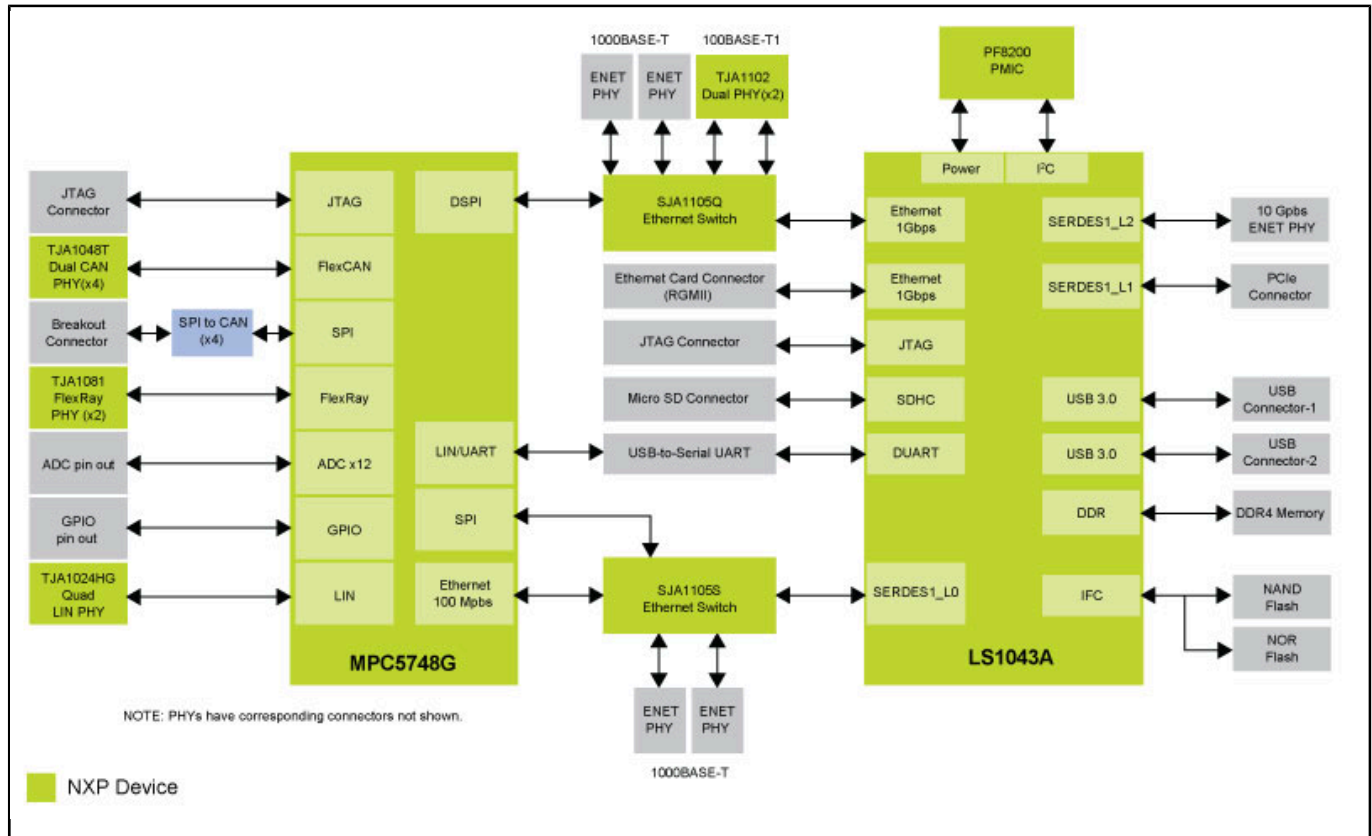 1000BASE-T
100BASE-T1
ENET
PHY
ENET
PHY
TJA1102
Dual PHY(x2)
PF8200
PMIC
JTAG
Connector
TJA1048T
Dual CAN
PHY(x4)
Breakout
Connector
SPI to CAN
(x4)
TJA1081
FlexRay
PHY (x2)
ADC pin out
GPIO
pin out
TJA1024HG
Quad
LIN PHY
JTAG
FlexCAN
SPI
FlexRay
ADC x12
GPIO
LIN
DSPI
LIN/UART
SPI
Ethernet
100 Mpbs
MPC5748G
SJA1105Q
Ethernet Switch
Ethernet Card Connector
(RGMII)
JTAG Connector
Micro SD Connector
USB-to-Serial UART
SJA1105S
Ethernet Switch
ENET
PHY
ENET
PHY
1000BASE-T
Power
I²C
Ethernet
1Gbps
Ethernet
1Gbps
JTAG
SDHC
DUART
SERDES1_L0
SERDES1_L2
SERDES1_L1
USB 3.0
USB 3.0
DDR
IFC
LS1043A
10 Gpbs
ENET PHY
PCIe
Connector
USB
Connector-1
USB
Connector-2
DDR4 Memory
NAND
Flash
NOR
Flash
NOTE: PHYs have corresponding connectors not shown.
NXP Device